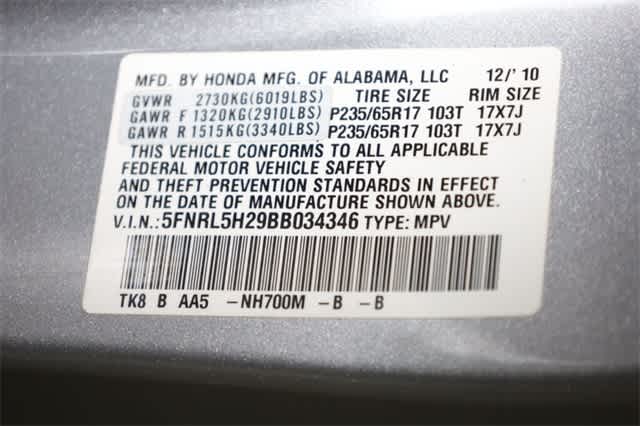 MFD. BY HONDA MFG. OF ALABAMA, LLC 12/'10
GVWR 2730KG(6019LBS) TIRE SIZE RIM SIZE
GAWR F 1320KG(2910LBS) P235/65R17 103T 17X7J
GAWR R 1515KG(3340LBS) P235/65R17 103T 17X7J
THIS VEHICLE CONFORMS TO ALL APPLICABLE
FEDERAL MOTOR VEHICLE SAFETY
AND THEFT PREVENTION STANDARDS IN EFFECT
ON THE DATE OF MANUFACTURE SHOWN ABOVE.
V.I.N.:5FNRL5H29BB034346 TYPE: MPV
TK8 B AA5 -NH700M -B -B